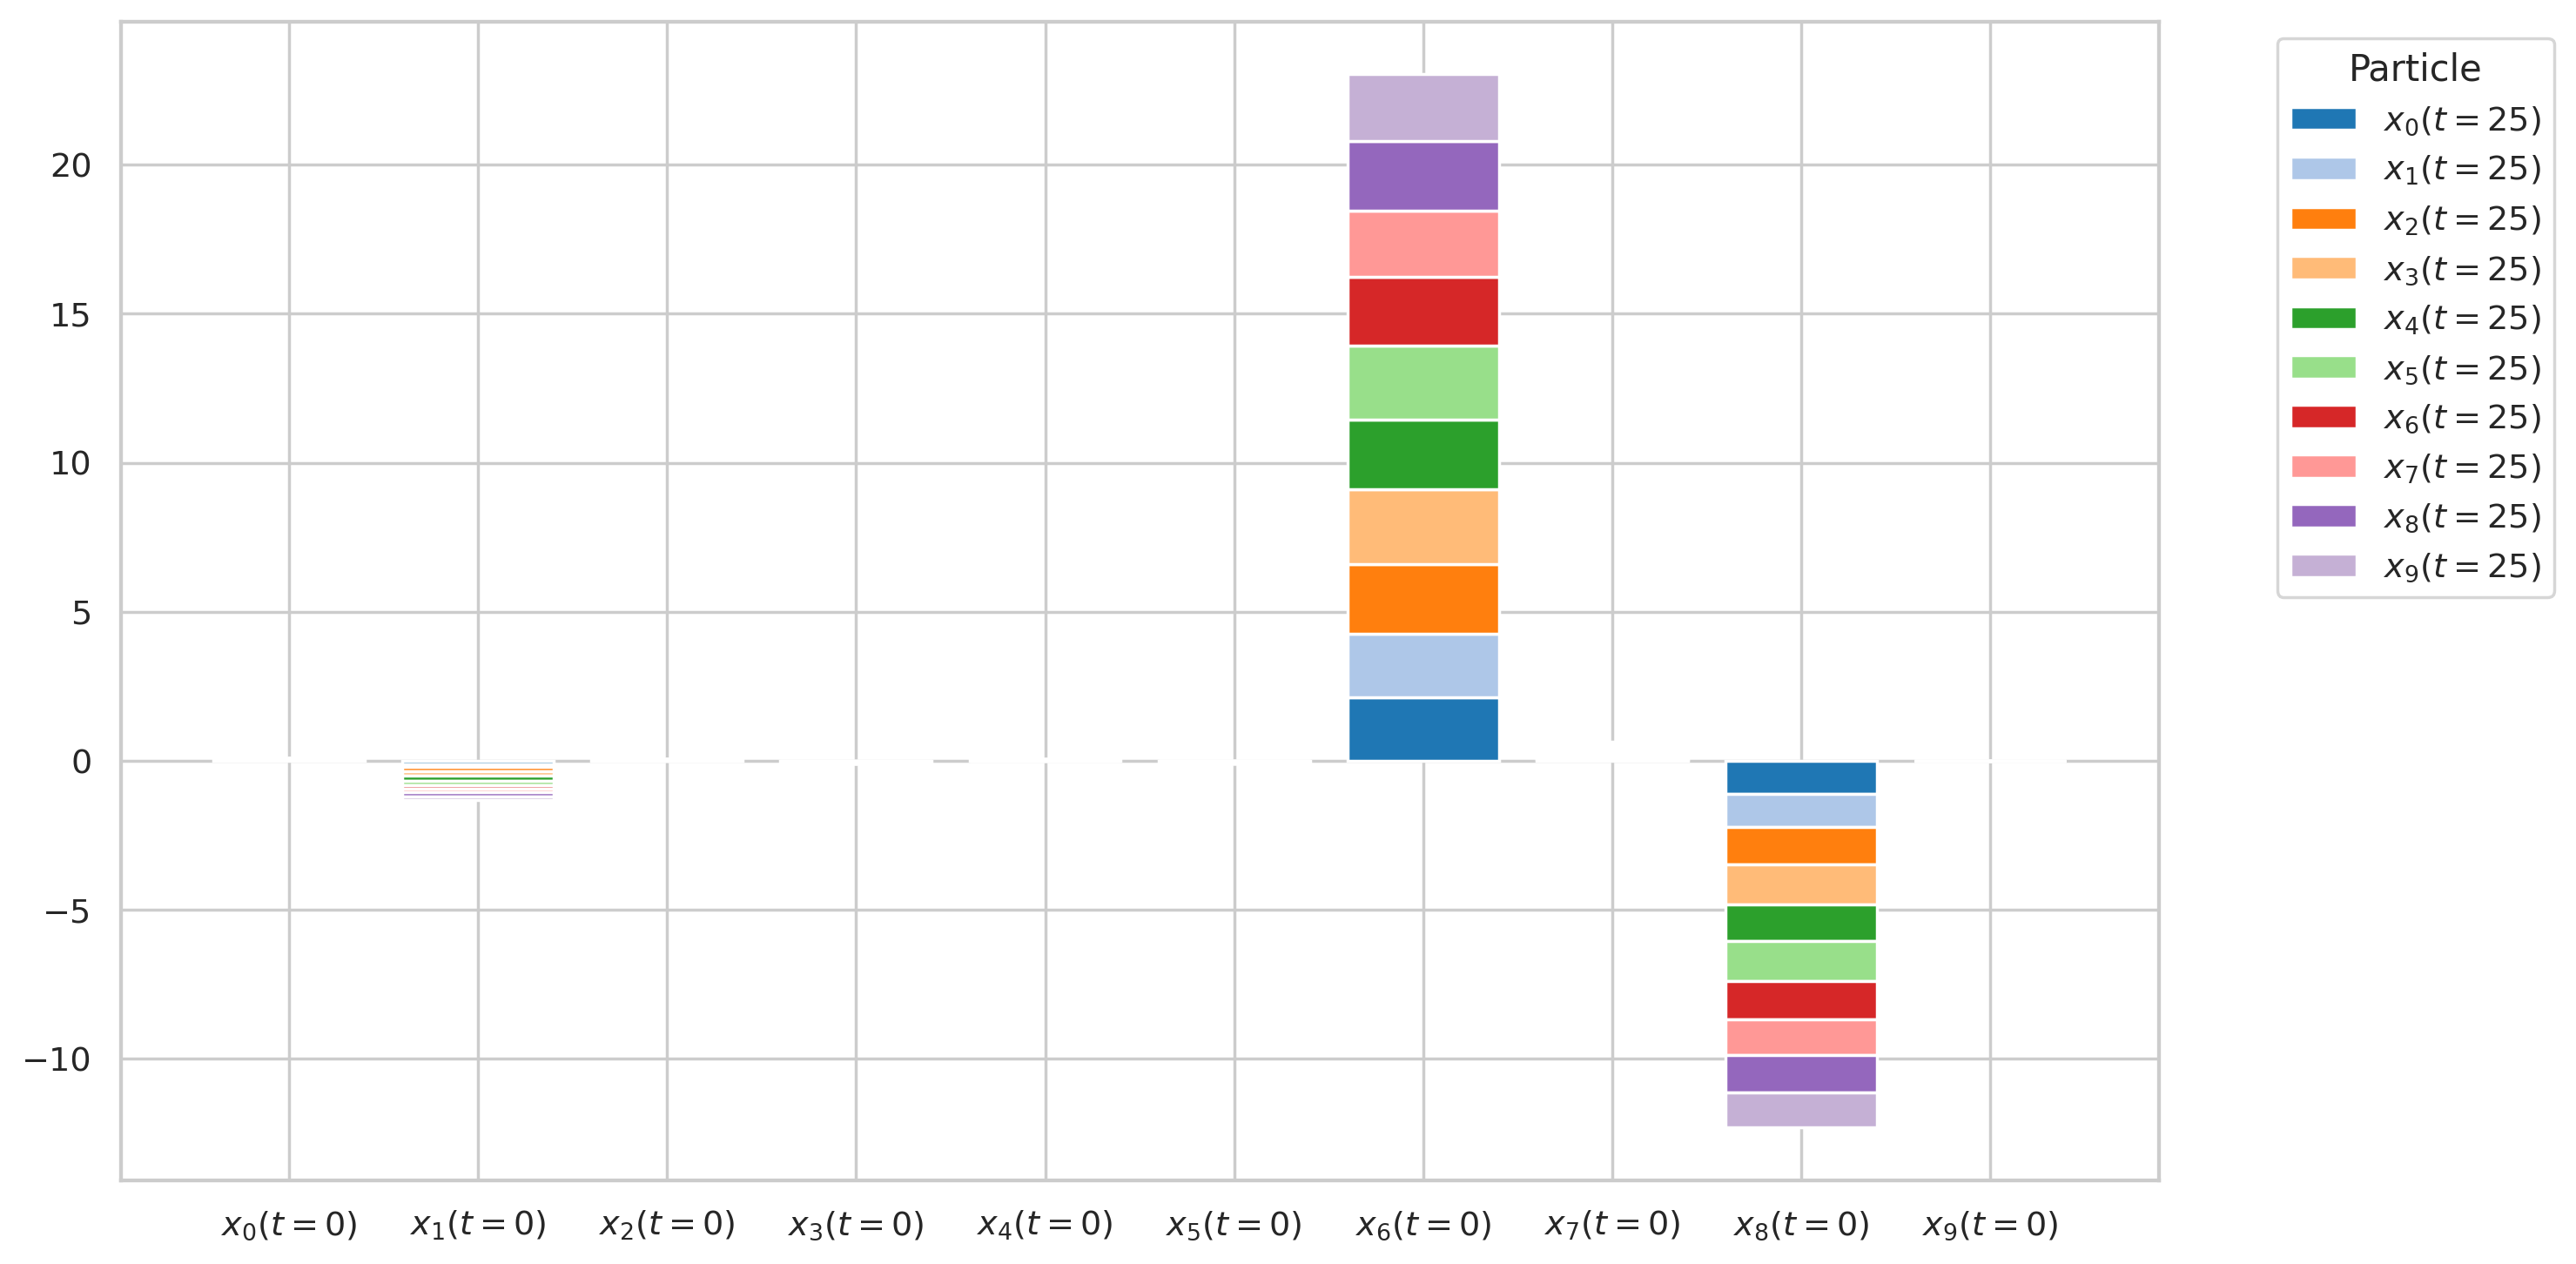 20
15
10
5
0
−5
−10
x₀(t = 0) x₁(t = 0) x₂(t = 0) x₃(t = 0) x₄(t = 0) x₅(t = 0) x₆(t = 0) x₇(t = 0) x₈(t = 0) x₉(t = 0)
Particle
x₀(t = 25)
x₁(t = 25)
x₂(t = 25)
x₃(t = 25)
x₄(t = 25)
x₅(t = 25)
x₆(t = 25)
x₇(t = 25)
x₈(t = 25)
x₉(t = 25)